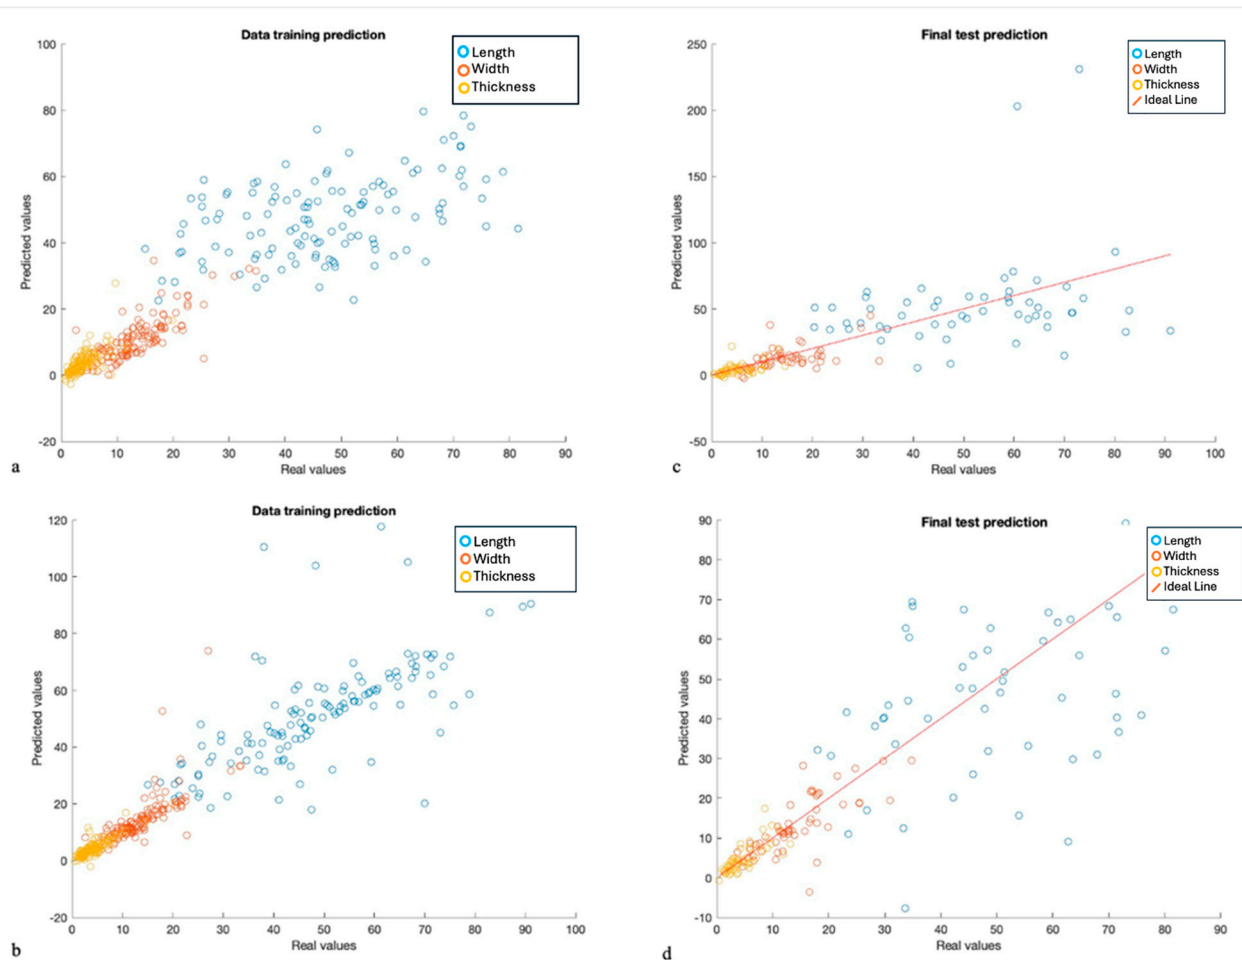 Data training prediction
Length
Width
Thickness
100
80
60
40
20
0
-20
Predicted values
0 10 20 30 40 50 60 70 80 90
Real values
a
Final test prediction
Length
Width
Thickness
Ideal Line
250
200
150
100
50
0
-50
Predicted values
0 10 20 30 40 50 60 70 80 90 100
Real values
c
Data training prediction
Length
Width
Thickness
120
100
80
60
40
20
0
-20
Predicted values
0 10 20 30 40 50 60 70 80 90 100
Real values
b
Final test prediction
Length
Width
Thickness
Ideal Line
90
80
70
60
50
40
30
20
10
0
-10
Predicted values
0 10 20 30 40 50 60 70 80 90
Real values
d